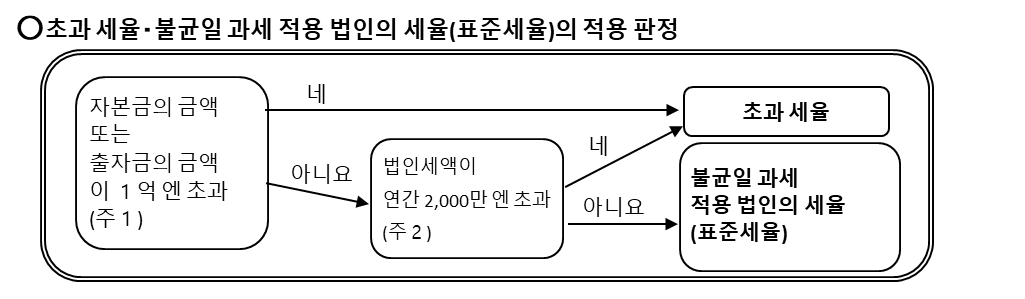 ○초과 세율·불균일 과세 적용 법인의 세율(표준세율)의 적용 판정
자본금의 금액
또는
출자금의 금액
이 1억 엔 초과
(주 1)
네
아니요
법인세액이
연간 2,000만 엔 초과
(주 2)
네
아니요
초과 세율
불균일 과세
적용 법인의 세율
(표준세율)